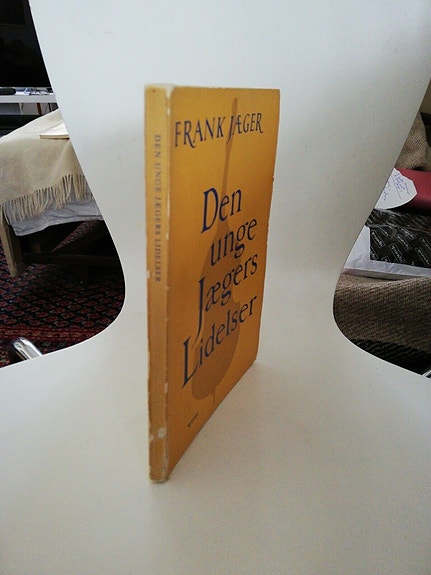 DEN UNGE JÆGERS LIDELSER
FRANK JÆGER
Den
unge
Jægers
Lidelser